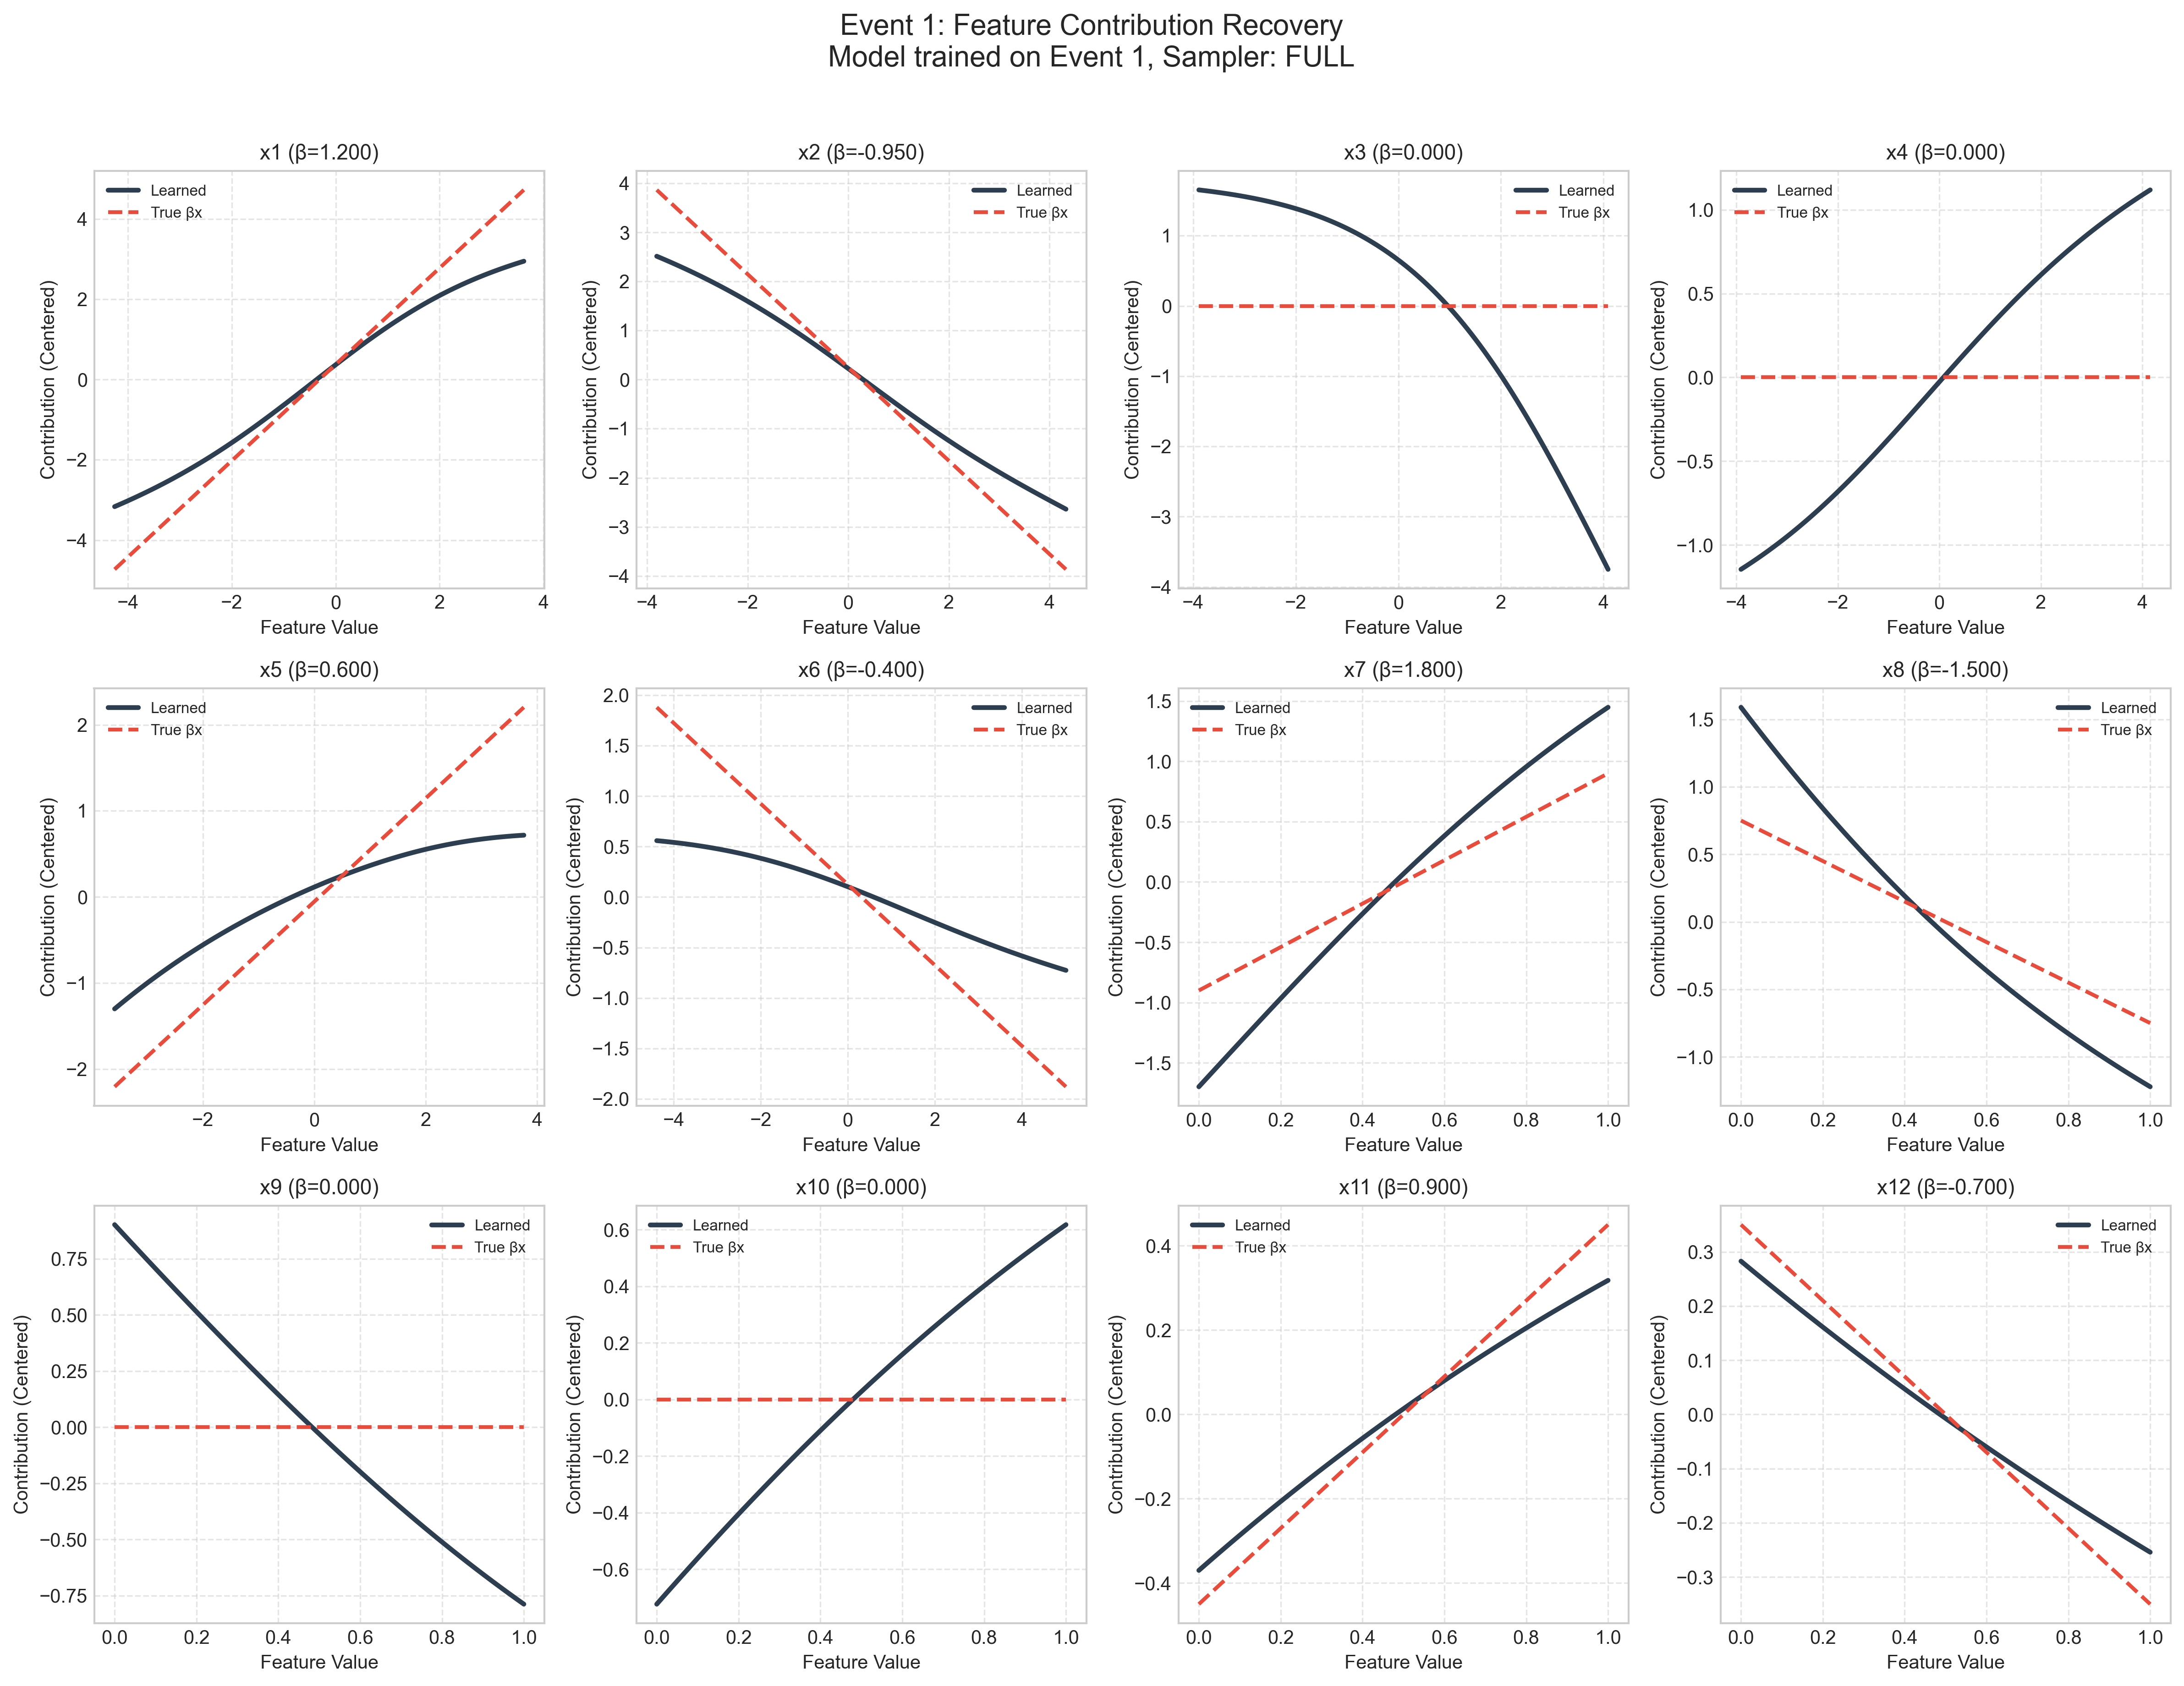 Event 1: Feature Contribution Recovery
Model trained on Event 1, Sampler: FULL
x1 (β=1.200)
Learned
True βx
Contribution (Centered)
4
2
0
−2
−4
−4 −2 0 2 4
Feature Value
x2 (β=-0.950)
Learned
True βx
Contribution (Centered)
4
3
2
1
0
−1
−2
−3
−4
−4 −2 0 2 4
Feature Value
x3 (β=0.000)
Learned
True βx
Contribution (Centered)
1
0
−1
−2
−3
−4
−4 −2 0 2 4
Feature Value
x4 (β=0.000)
Learned
True βx
Contribution (Centered)
1.0
0.5
0.0
−0.5
−1.0
−4 −2 0 2 4
Feature Value
x5 (β=0.600)
Learned
True βx
Contribution (Centered)
2
1
0
−1
−2
−2 0 2 4
Feature Value
x6 (β=-0.400)
Learned
True βx
Contribution (Centered)
2.0
1.5
1.0
0.5
0.0
−0.5
−1.0
−1.5
−2.0
−4 −2 0 2 4
Feature Value
x7 (β=1.800)
Learned
True βx
Contribution (Centered)
1.5
1.0
0.5
0.0
−0.5
−1.0
−1.5
0.0 0.2 0.4 0.6 0.8 1.0
Feature Value
x8 (β=-1.500)
Learned
True βx
Contribution (Centered)
1.5
1.0
0.5
0.0
−0.5
−1.0
0.0 0.2 0.4 0.6 0.8 1.0
Feature Value
x9 (β=0.000)
Learned
True βx
Contribution (Centered)
0.75
0.50
0.25
0.00
−0.25
−0.50
−0.75
0.0 0.2 0.4 0.6 0.8 1.0
Feature Value
x10 (β=0.000)
Learned
True βx
Contribution (Centered)
0.6
0.4
0.2
0.0
−0.2
−0.4
−0.6
0.0 0.2 0.4 0.6 0.8 1.0
Feature Value
x11 (β=0.900)
Learned
True βx
Contribution (Centered)
0.4
0.2
0.0
−0.2
−0.4
0.0 0.2 0.4 0.6 0.8 1.0
Feature Value
x12 (β=-0.700)
Learned
True βx
Contribution (Centered)
0.3
0.2
0.1
0.0
−0.1
−0.2
−0.3
0.0 0.2 0.4 0.6 0.8 1.0
Feature Value